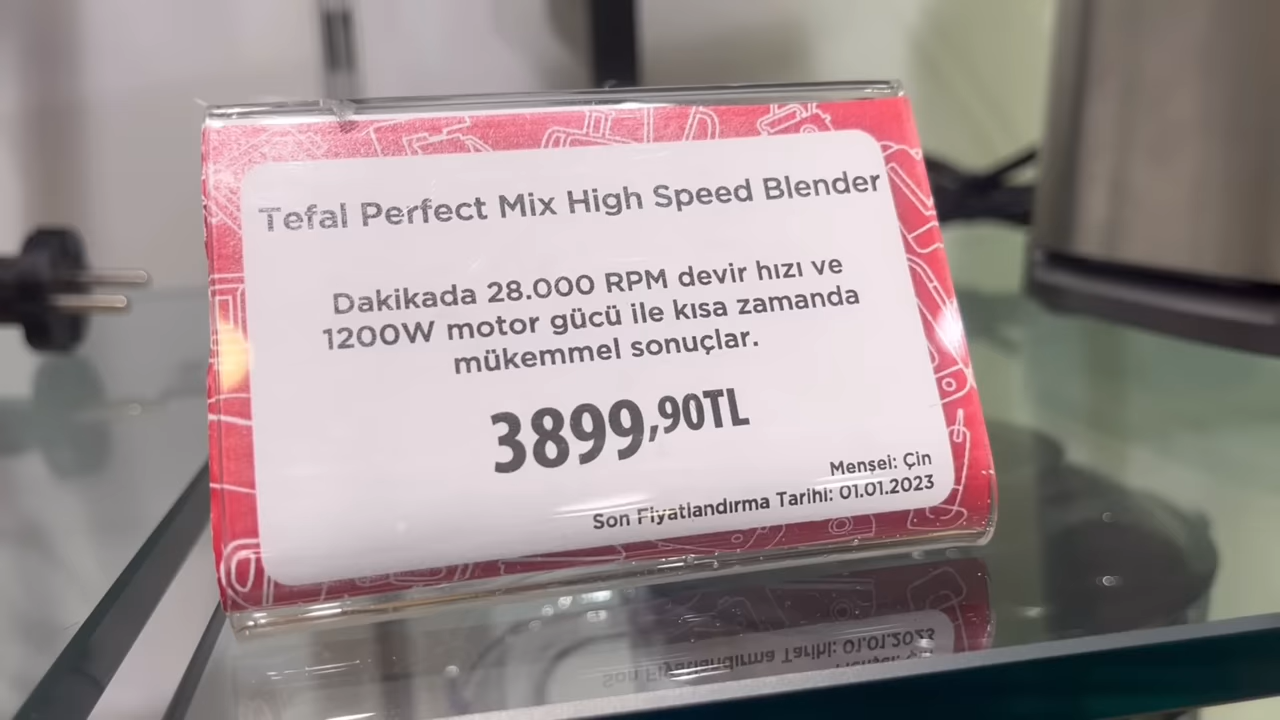 Tefal Perfect Mix High Speed Blender
Dakikada 28.000 RPM devir hızı ve
1200W motor gücü ile kısa zamanda
mükemmel sonuçlar.
3899,90TL
Menşei: Çin
Son Fiyatlandırma Tarihi: 01.01.2023